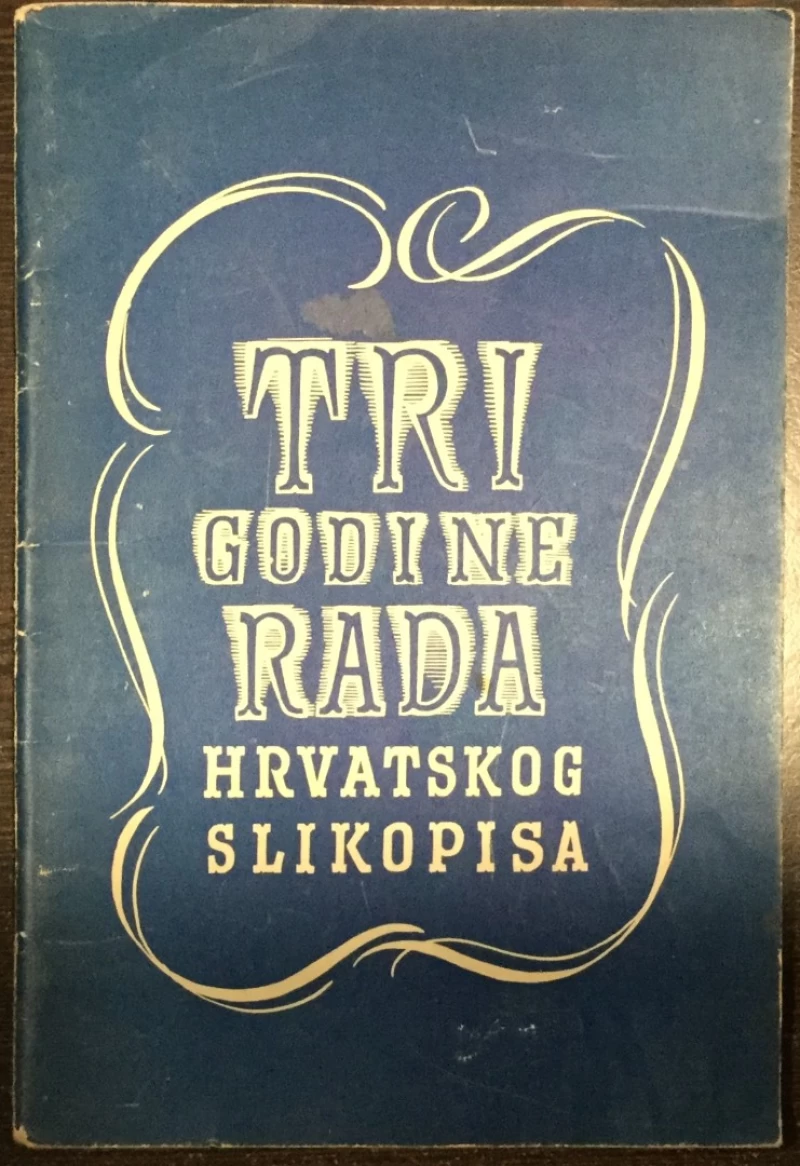 TRI
GODINE
RADA
HRVATSKOG
SLIKOPISA